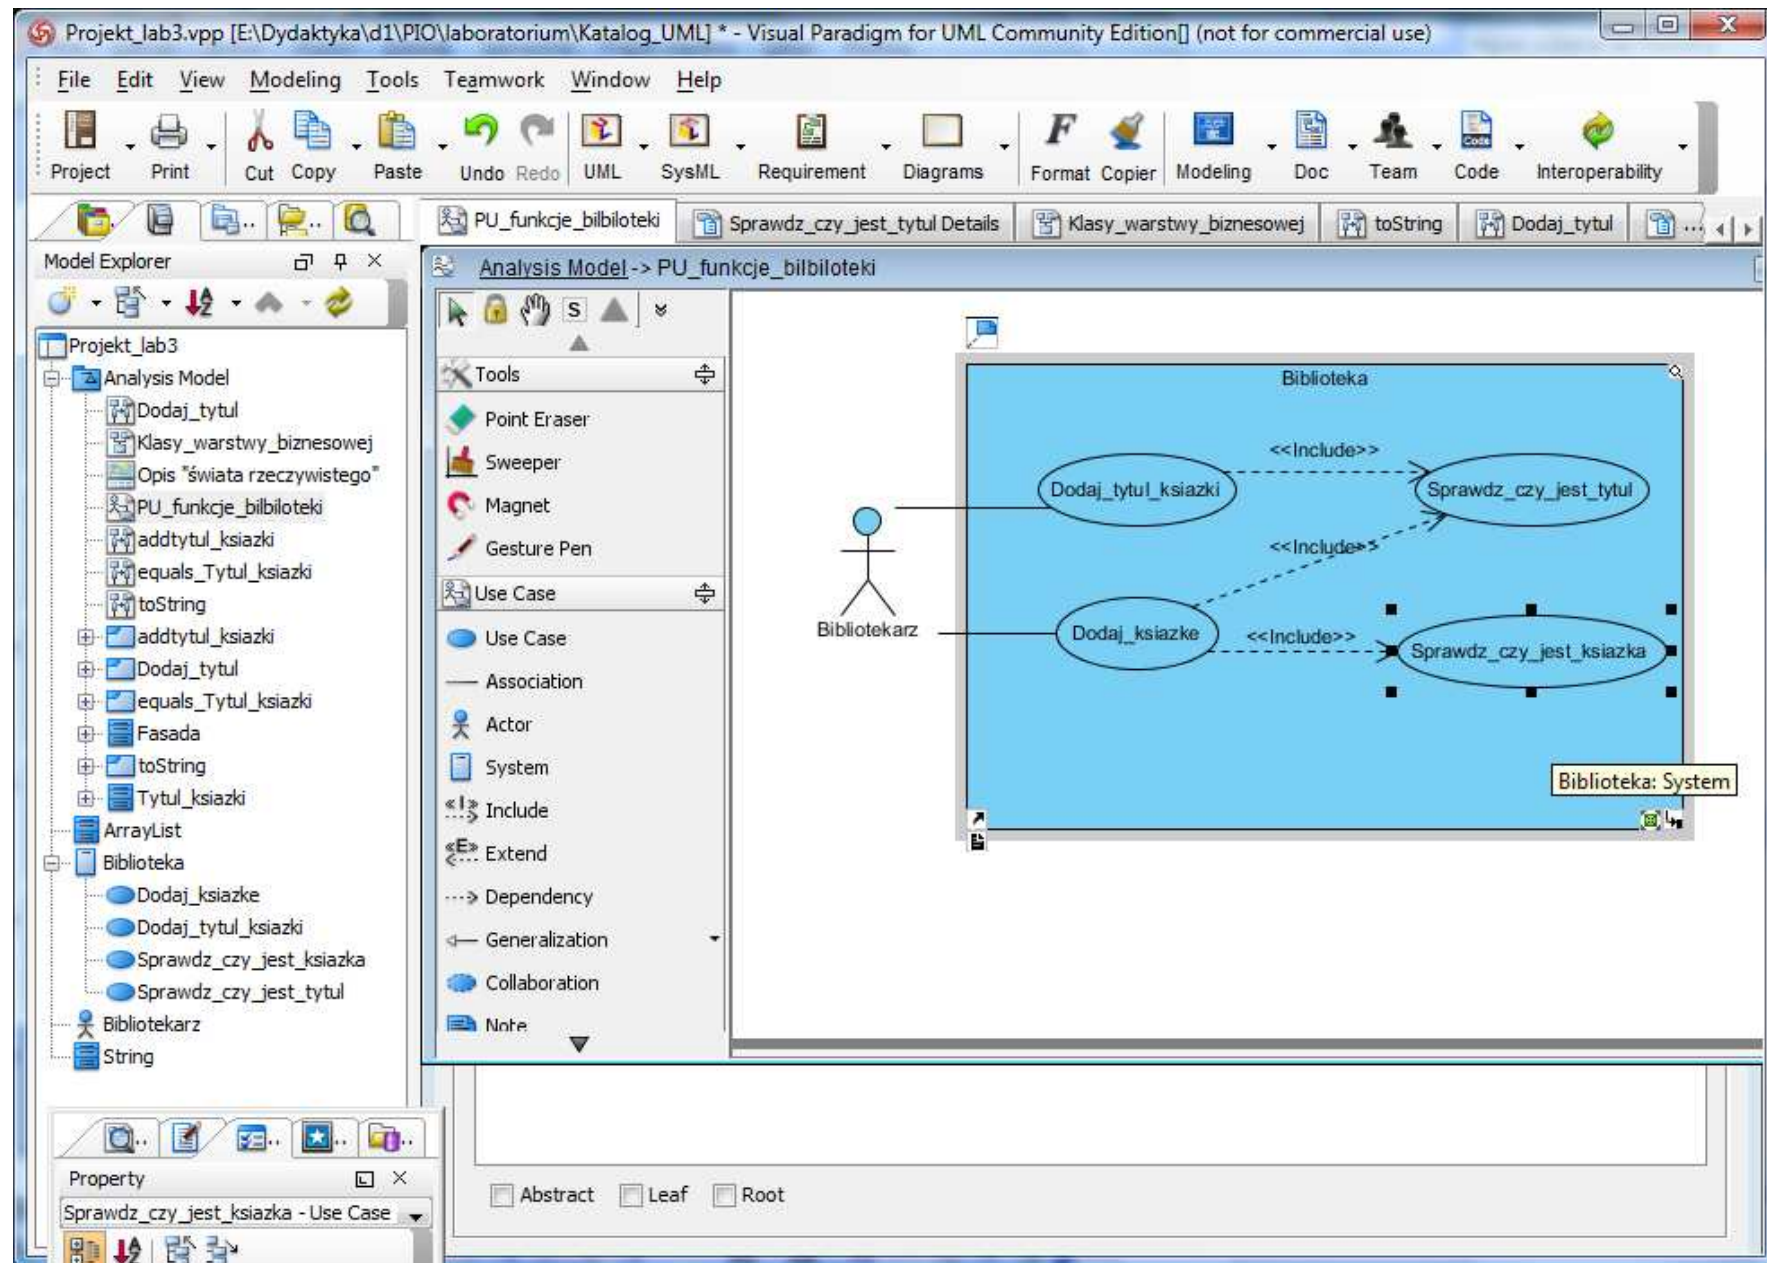 Projekt_lab3.vpp [E:\Dydaktyka\d1\PIO\laboratorium\Katalog_UML] * - Visual Paradigm for UML Community Edition[] (not for commercial use)
File Edit View Modeling Tools Teamwork Window Help
Project Print Cut Copy Paste Undo Redo UML SysML Requirement Diagrams Format Copier Modeling Doc Team Code Interoperability
PU_funkcje_bilbiloteki Sprawdz_czy_jest_tytul Details Klasy_warstwy_biznesowej toString Dodaj_tytul ...
Model Explorer
Projekt_lab3
Analysis Model
Dodaj_tytul
Klasy_warstwy_biznesowej
Opis "świata rzeczywistego"
PU_funkcje_bilbiloteki
addtytul_ksiazki
equals_Tytul_ksiazki
toString
addtytul_ksiazki
Dodaj_tytul
equals_Tytul_ksiazki
Fasada
toString
Tytul_ksiazki
ArrayList
Biblioteka
Dodaj_ksiazke
Dodaj_tytul_ksiazki
Sprawdz_czy_jest_ksiazka
Sprawdz_czy_jest_tytul
Bibliotekarz
String
Property
Sprawdz_czy_jest_ksiazka - Use Case
Analysis Model -> PU_funkcje_bilbiloteki
S
Tools
Point Eraser
Sweeper
Magnet
Gesture Pen
Use Case
Use Case
Association
Actor
System
Include
Extend
Dependency
Generalization
Collaboration
Note
Biblioteka
<<Include>>
Dodaj_tytul_ksiazki
Sprawdz_czy_jest_tytul
<<Include>>
Bibliotekarz
Dodaj_ksiazke
<<Include>>
Sprawdz_czy_jest_ksiazka
Biblioteka: System
Abstract Leaf Root